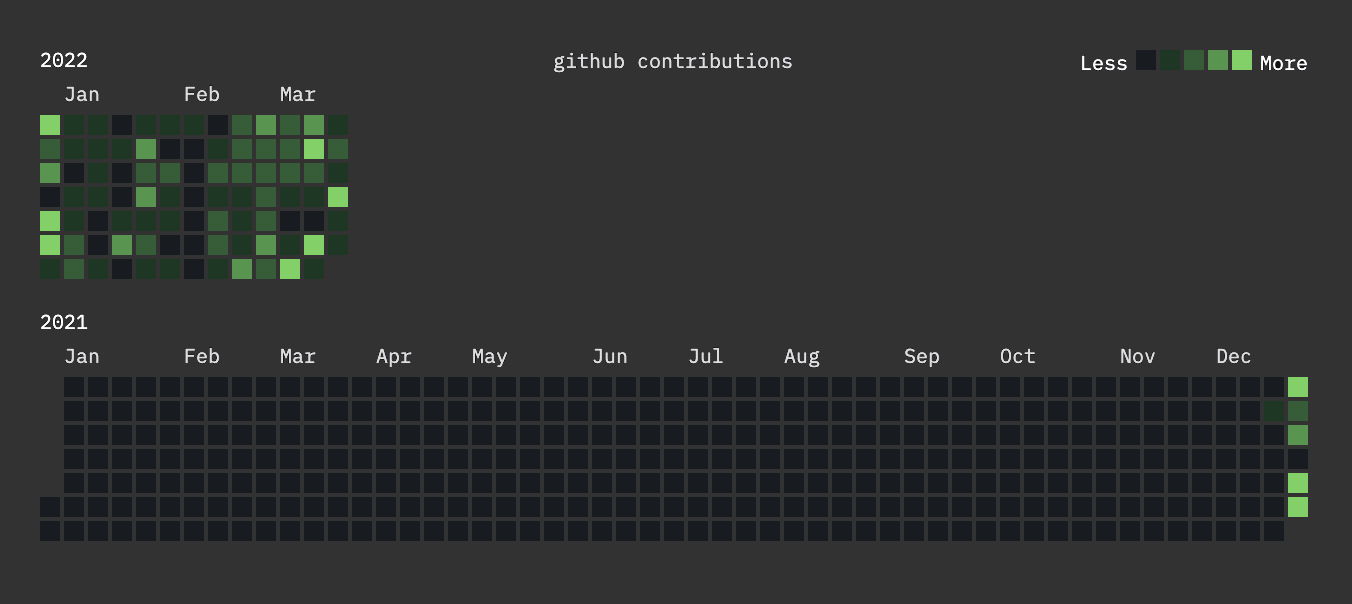 2022
github contributions
Less More
Jan Feb Mar
2021
Jan Feb Mar Apr May Jun Jul Aug Sep Oct Nov Dec